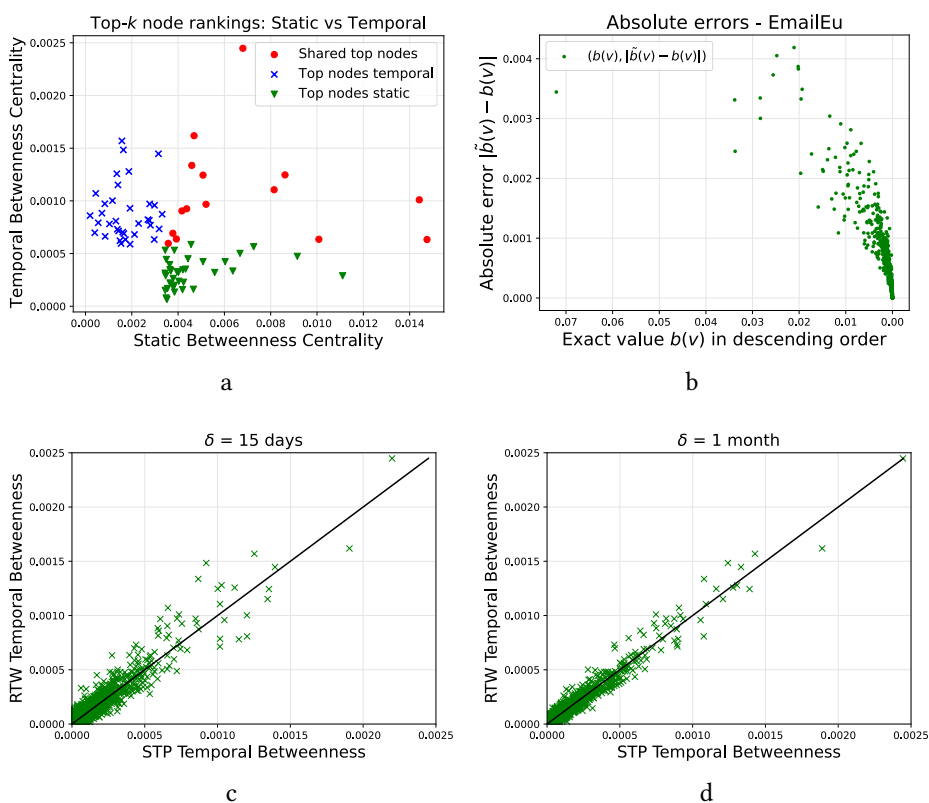 Top-k node rankings: Static vs Temporal
Temporal Betwenness Centrality
0.0025
0.0020
0.0015
0.0010
0.0005
0.0000
Shared top nodes
Top nodes temporal
Top nodes static
0.000 0.002 0.004 0.006 0.008 0.010 0.012 0.014
Static Betweenness Centrality
a
Absolute errors - EmailEu
Absolute error |b̃(v) − b(v)|
0.004
0.003
0.002
0.001
0.000
(b(v), |b̃(v) − b(v)|)
0.07 0.06 0.05 0.04 0.03 0.02 0.01 0.00
Exact value b(v) in descending order
b
δ = 15 days
RTW Temporal Betweenness
0.0025
0.0020
0.0015
0.0010
0.0005
0.0000
0.0000 0.0005 0.0010 0.0015 0.0020 0.0025
STP Temporal Betweenness
c
δ = 1 month
RTW Temporal Betweenness
0.0025
0.0020
0.0015
0.0010
0.0005
0.0000
0.0000 0.0005 0.0010 0.0015 0.0020 0.0025
STP Temporal Betweenness
d